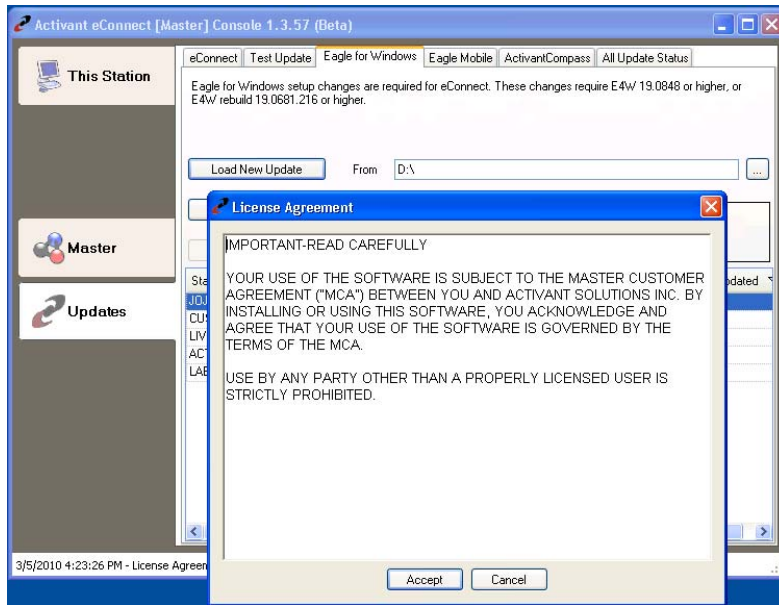 Activant eConnect [Master] Console 1.3.57 (Beta)
This Station
Master
Updates
eConnect Test Update Eagle for Windows Eagle Mobile ActivantCompass All Update Status
Eagle for Windows setup changes are required for eConnect. These changes require E4W 19.0848 or higher, or
E4W rebuild 19.0681.216 or higher.
Load New Update From D:\ ...
License Agreement
IMPORTANT-READ CAREFULLY
YOUR USE OF THE SOFTWARE IS SUBJECT TO THE MASTER CUSTOMER
AGREEMENT ("MCA") BETWEEN YOU AND ACTIVANT SOLUTIONS INC. BY
INSTALLING OR USING THIS SOFTWARE, YOU ACKNOWLEDGE AND
AGREE THAT YOUR USE OF THE SOFTWARE IS GOVERNED BY THE
TERMS OF THE MCA.
USE BY ANY PARTY OTHER THAN A PROPERLY LICENSED USER IS
STRICTLY PROHIBITED.
Accept Cancel
3/5/2010 4:23:26 PM - License